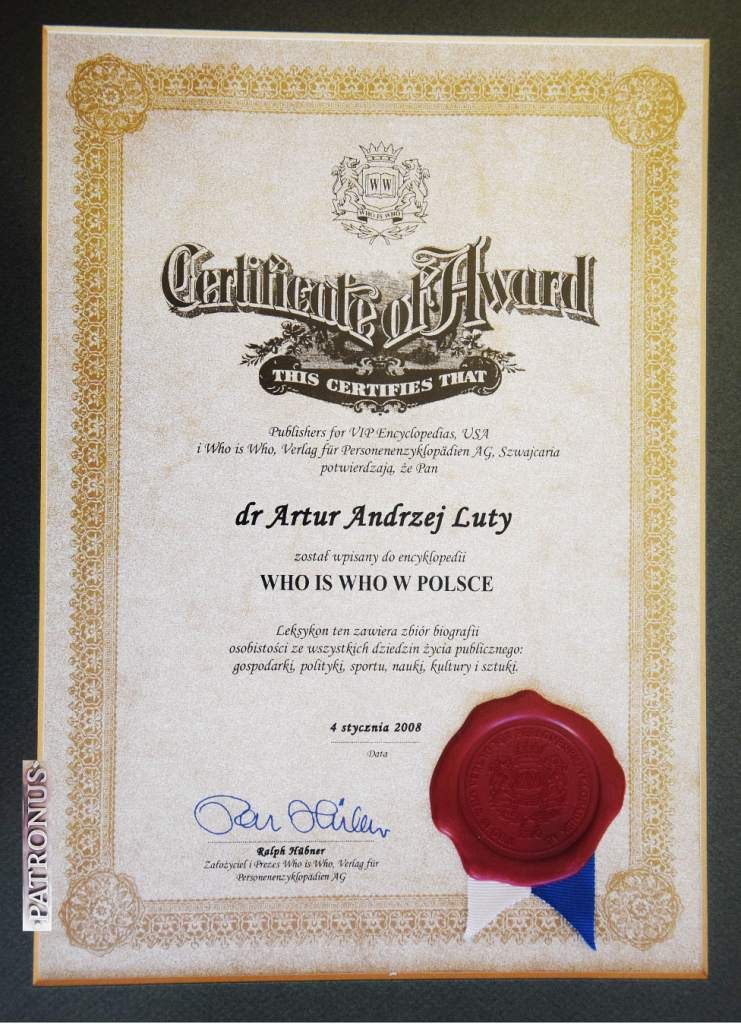 W W
WHO IS WHO
Certificate of Award
THIS CERTIFIES THAT
Publishers for VIP Encyclopedias, USA
i Who is Who, Verlag für Personenenzyklopädien AG, Szwajcaria
potwierdzają, że Pan
dr Artur Andrzej Luty
został wpisany do encyklopedii
WHO IS WHO W POLSCE
Leksykon ten zawiera zbiór biografii
osobistości ze wszystkich dziedzin życia publicznego:
gospodarki, polityki, sportu, nauki, kultury i sztuki.
4 stycznia 2008
Data
Ralph Hübner
Założyciel i Prezes Who is Who, Verlag für
Personenenzyklopädien AG
PATRONUS